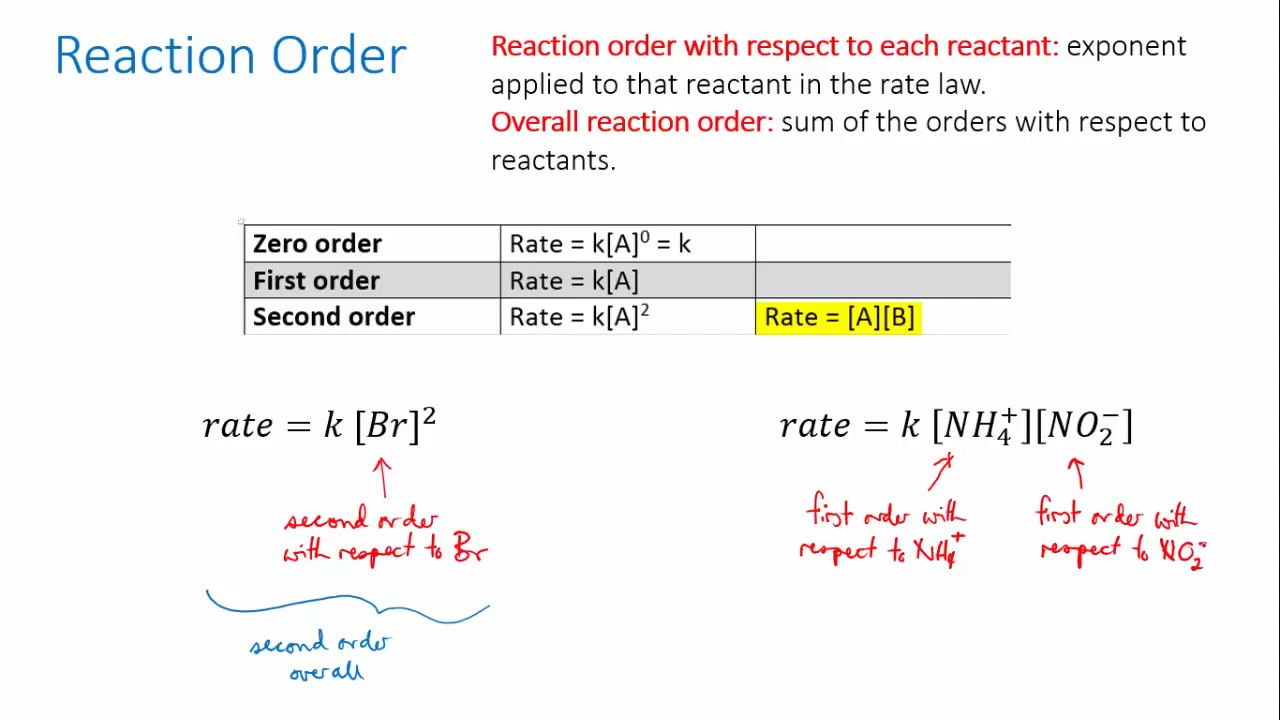 Reaction Order
Reaction order with respect to each reactant: exponent
applied to that reactant in the rate law.
Overall reaction order: sum of the orders with respect to
reactants.
Zero order Rate = k[A]⁰ = k
First order Rate = k[A]
Second order Rate = k[A]² Rate = [A][B]
rate = k [Br]²
rate = k [NH₄⁺][NO₂⁻]
second order
with respect to Br
first order with
respect to NH₄⁺
first order with
respect to NO₂⁻
second order
overall